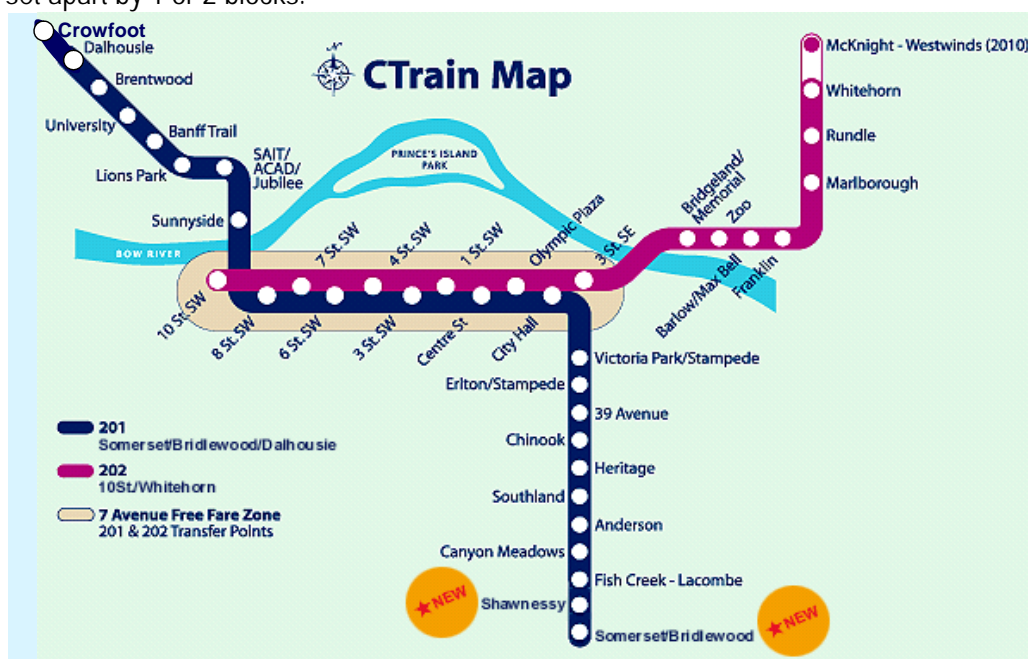 set apart by 1 or 2 blocks.
Crowfoot
Dalhousie
Brentwood
University
Banff Trail
Lions Park
SAIT/
ACAD/
Jubilee
Sunnyside
N
CTrain Map
PRINCE'S ISLAND
PARK
BOW RIVER
McKnight - Westwinds (2010)
Whitehorn
Rundle
Marlborough
Bridgeland/
Memorial
Zoo
Barlow/Max Bell
Franklin
7 St. SW
4 St. SW
1 St. SW
Olympic Plaza
3 St. SE
10 St. SW
8 St. SW
6 St. SW
3 St. SW
Centre St
City Hall
Victoria Park/Stampede
Erlton/Stampede
39 Avenue
Chinook
Heritage
Southland
Anderson
Canyon Meadows
Fish Creek - Lacombe
Shawnessy
NEW
Somerset/Bridlewood
NEW
201
Somerset/Bridlewood/Dalhousie
202
10St./Whitehorn
7 Avenue Free Fare Zone
201 & 202 Transfer Points